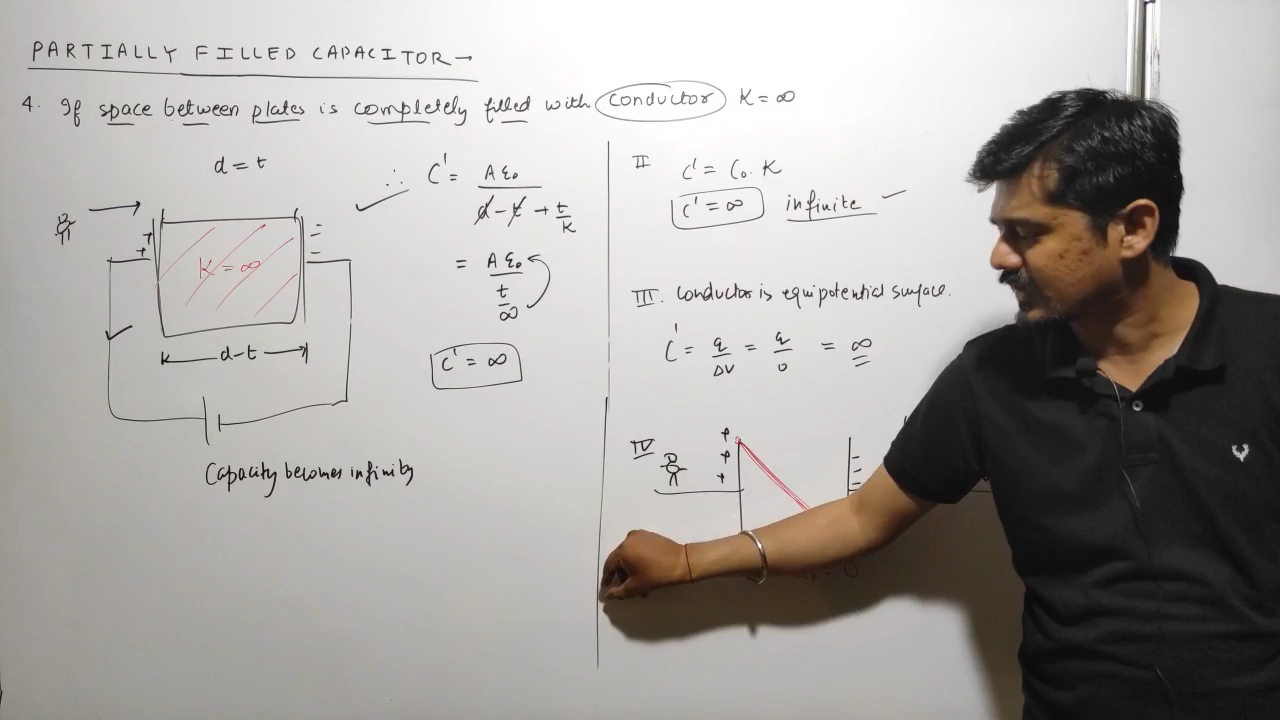 PARTIALLY FILLED CAPACITOR →
4. If space between plates is completely filled with conductor K = ∞
d = t
+ +
K = ∞
- -
d-t
Capacity becomes infinity
∴ C' = Aε₀
d - t + t/K
= Aε₀
t
∞
C' = ∞
II C' = C₀. K
C' = ∞ infinite
III. Conductor is equipotential surface.
C' = q/ΔV = q/0 = ∞
IV + + +
- - -
= 0